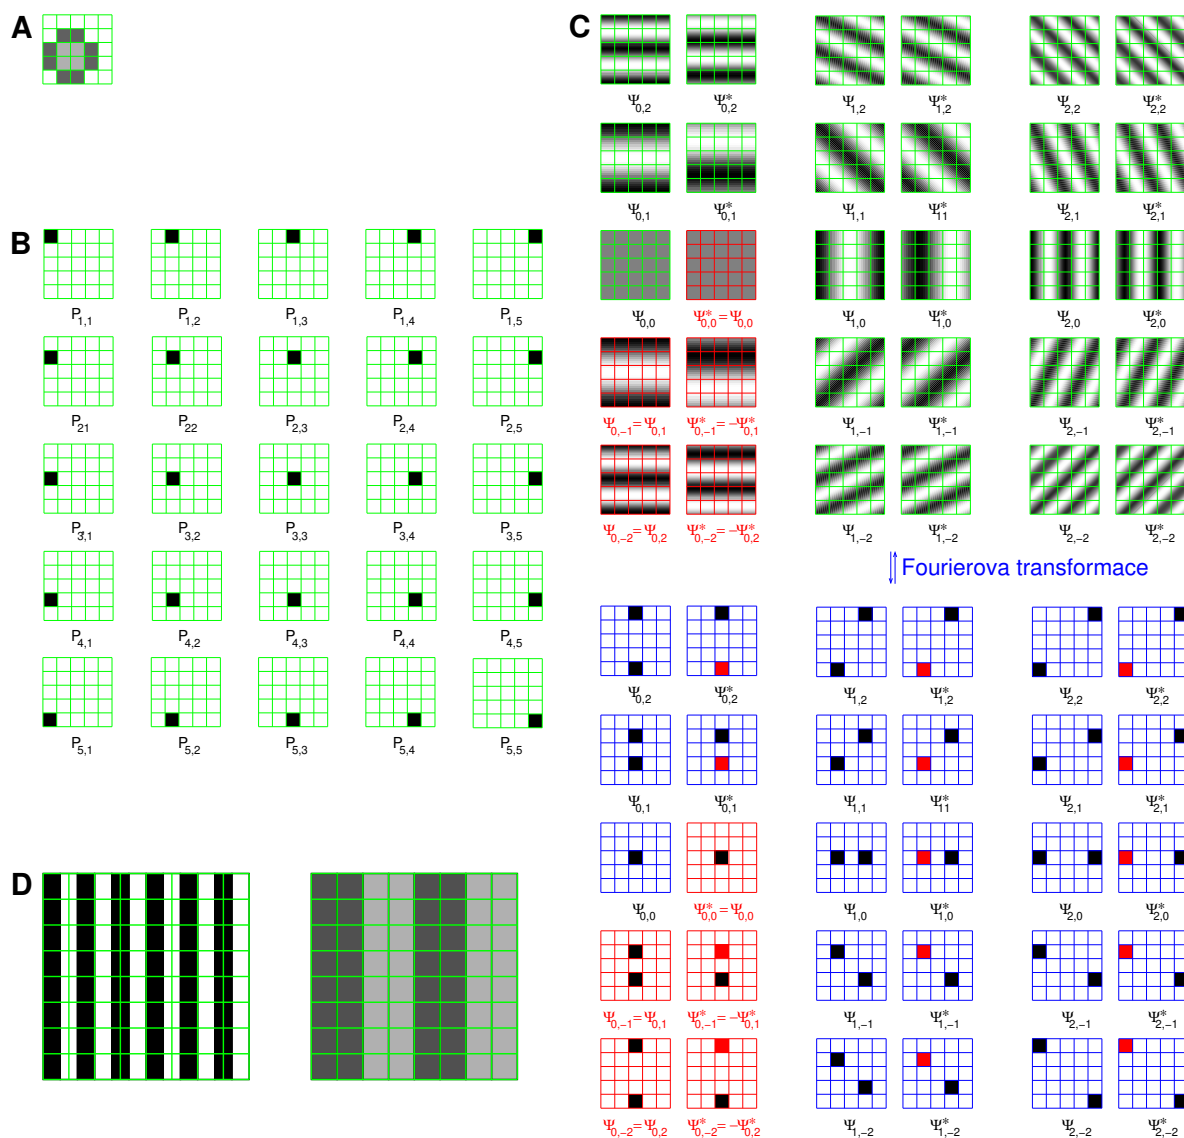 A
B
P1,1 P1,2 P1,3 P1,4 P1,5
P21 P22 P2,3 P2,4 P2,5
P3,1 P3,2 P3,3 P3,4 P3,5
P4,1 P4,2 P4,3 P4,4 P4,5
P5,1 P5,2 P5,3 P5,4 P5,5
D
C
Ψ0,2 Ψ*0,2 Ψ1,2 Ψ*1,2 Ψ2,2 Ψ*2,2
Ψ0,1 Ψ*0,1 Ψ1,1 Ψ*11 Ψ2,1 Ψ*2,1
Ψ0,0 Ψ*0,0=Ψ0,0 Ψ1,0 Ψ*1,0 Ψ2,0 Ψ*2,0
Ψ0,−1=Ψ0,1 Ψ*0,−1=−Ψ*0,1 Ψ1,−1 Ψ*1,−1 Ψ2,−1 Ψ*2,−1
Ψ0,−2=Ψ0,2 Ψ*0,−2=−Ψ*0,2 Ψ1,−2 Ψ*1,−2 Ψ2,−2 Ψ*2,−2
Fourierova transformace
Ψ0,2 Ψ*0,2 Ψ1,2 Ψ*1,2 Ψ2,2 Ψ*2,2
Ψ0,1 Ψ*0,1 Ψ1,1 Ψ*11 Ψ2,1 Ψ*2,1
Ψ0,0 Ψ*0,0=Ψ0,0 Ψ1,0 Ψ*1,0 Ψ2,0 Ψ*2,0
Ψ0,−1=Ψ0,1 Ψ*0,−1=−Ψ*0,1 Ψ1,−1 Ψ*1,−1 Ψ2,−1 Ψ*2,−1
Ψ0,−2=Ψ0,2 Ψ*0,−2=−Ψ*0,2 Ψ1,−2 Ψ*1,−2 Ψ2,−2 Ψ*2,−2